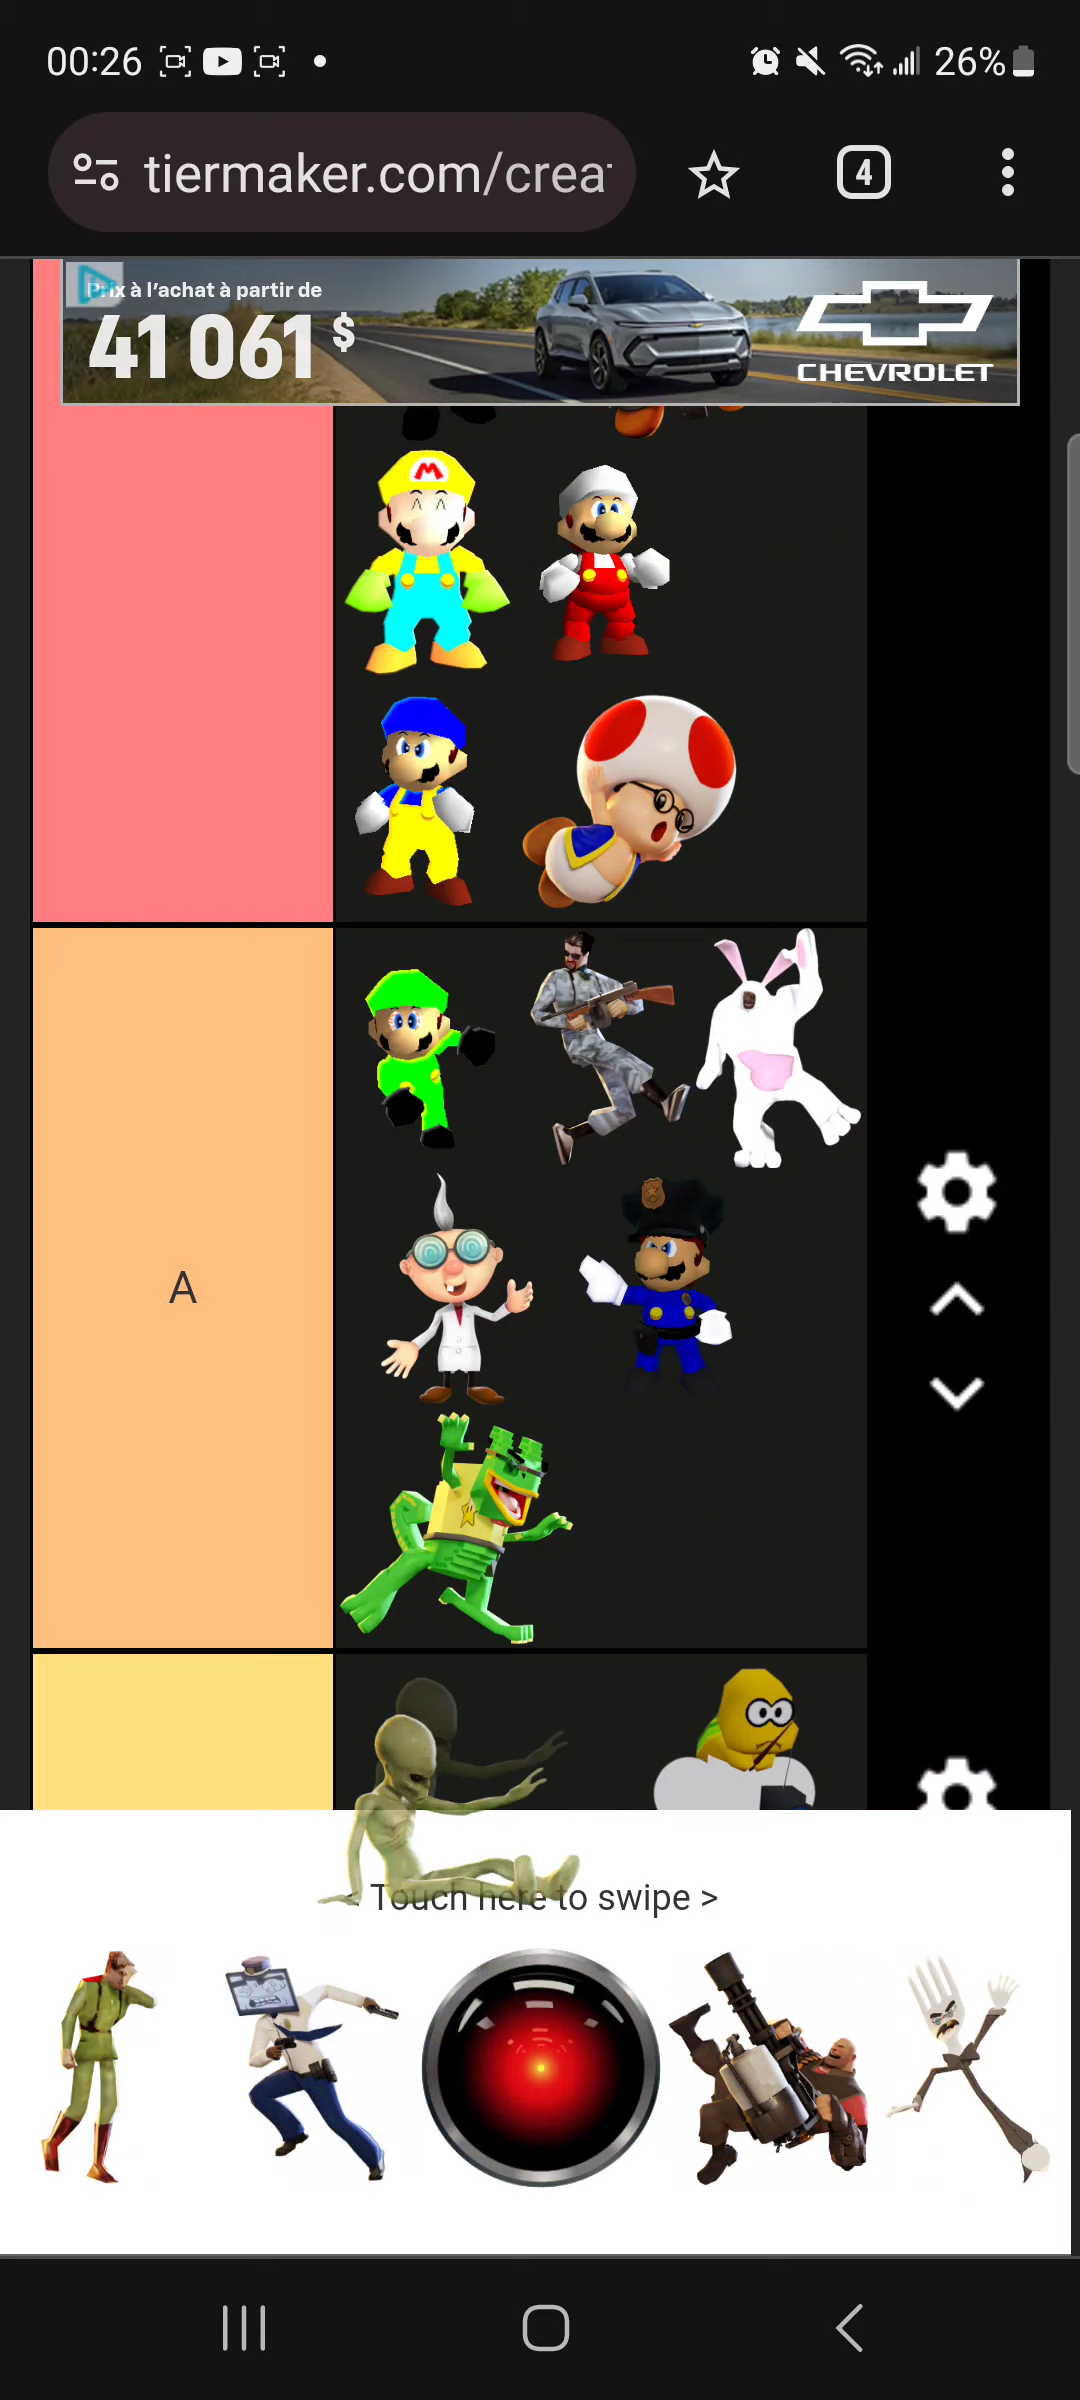 00:26
26%
tiermaker.com/crea
4
Prix à l'achat à partir de
41 061 $
CHEVROLET
M
A
Touch here to swipe >